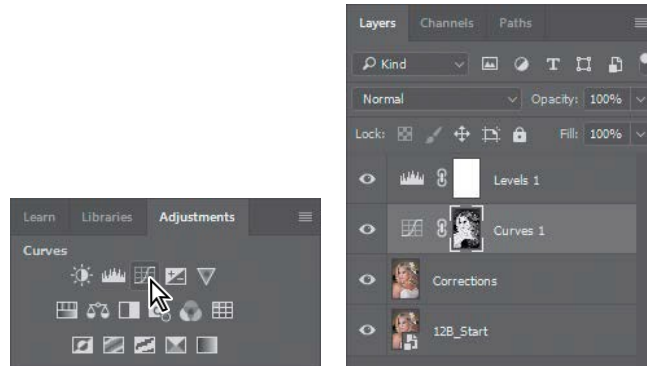 Learn Libraries Adjustments
Curves
Layers Channels Paths
Kind
T
Normal Opacity: 100%
Lock: Fill: 100%
Levels 1
Curves 1
Corrections
12B_Start